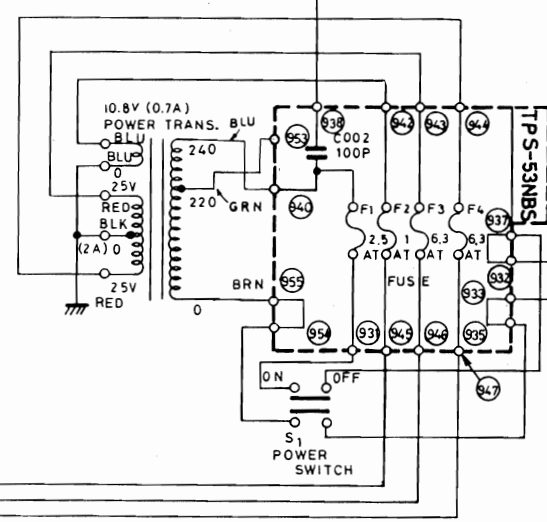 10.8V (0.7A)
POWER TRANS.
BLU
BLU
BLU
0
25V
RED
BLK
(2A) 0
25V
RED
240
220
GRN
BRN
0
953
938
C002
100P
942
943
944
TPS-53NBS
940
F1
F2
F3
F4
2.5
1
6,3
6,3
AT
AT
AT
AT
FUSE
937
932
933
955
954
931
945
946
935
947
ON
OFF
S1
POWER
SWITCH